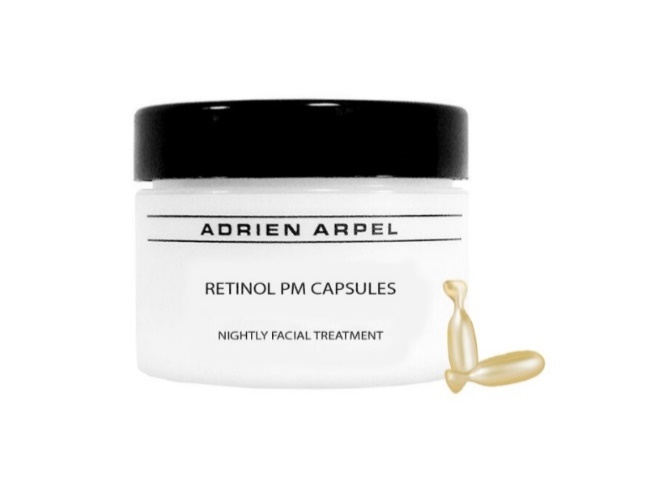 ADRIEN ARPEL
RETINOL PM CAPSULES
NIGHTLY FACIAL TREATMENT